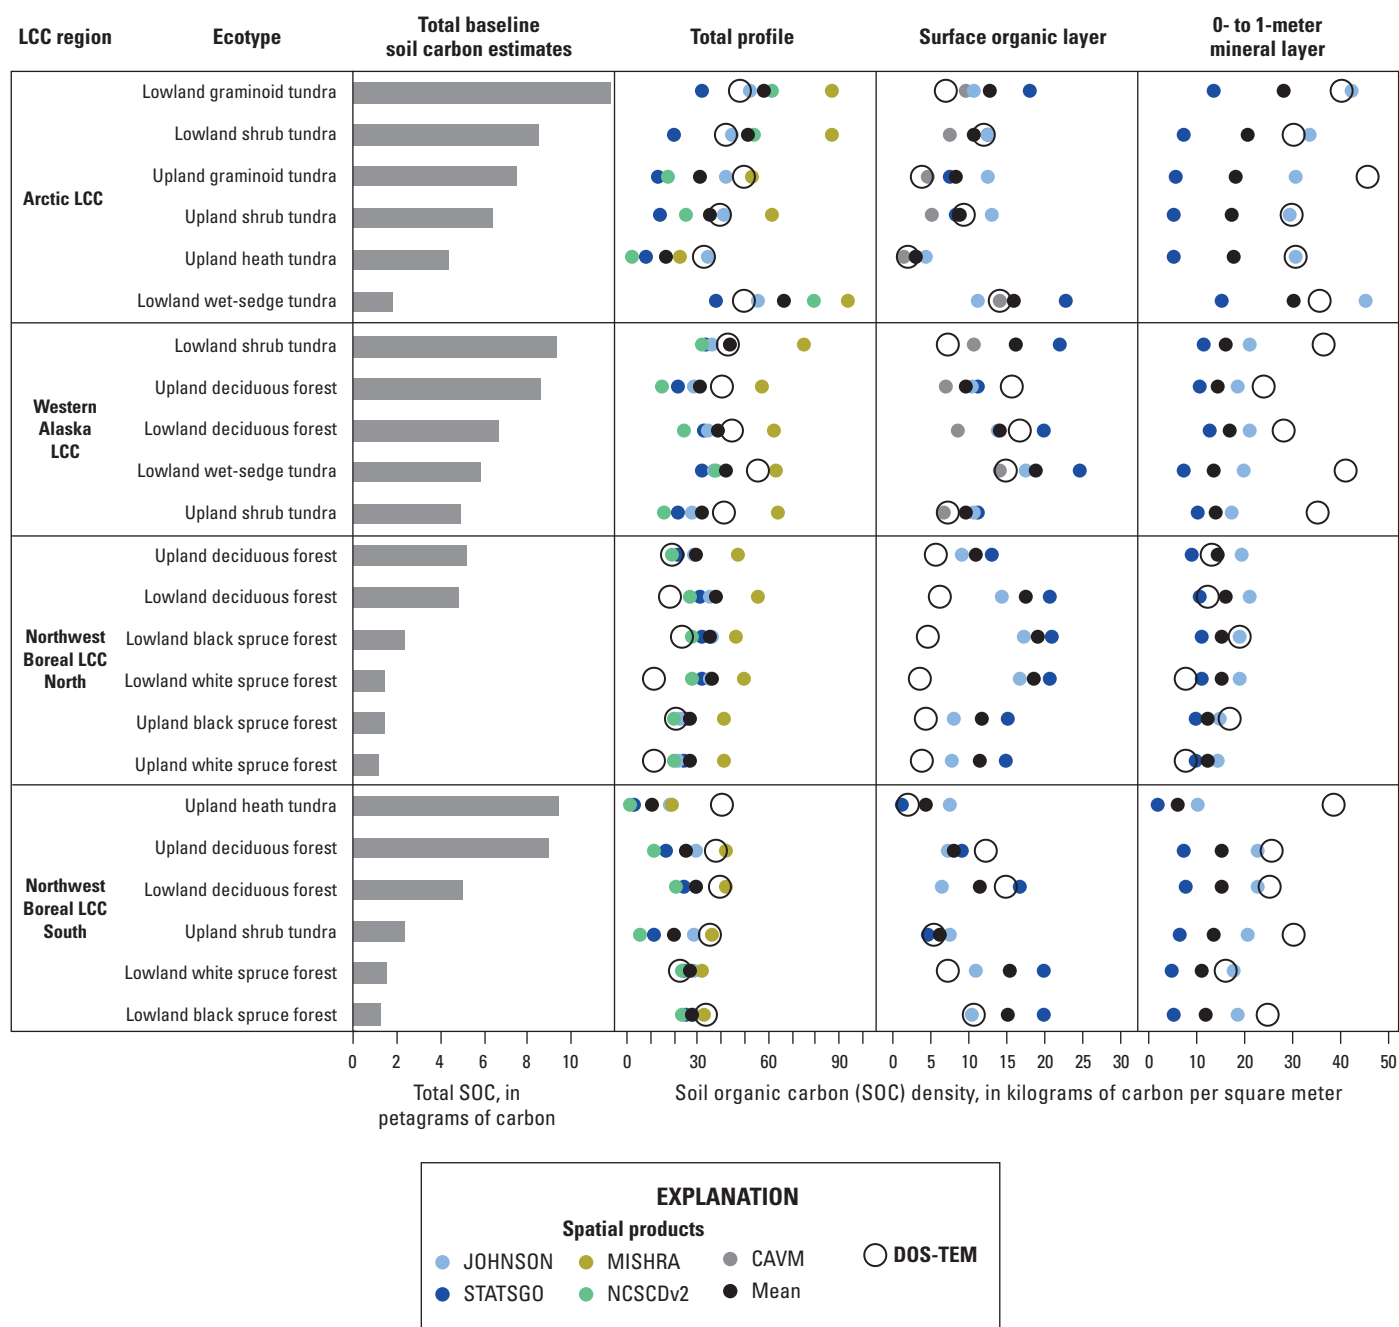 LCC region
Ecotype
Total baseline
soil carbon estimates
Total profile
Surface organic layer
0- to 1-meter
mineral layer
Arctic LCC
Lowland graminoid tundra
Lowland shrub tundra
Upland graminoid tundra
Upland shrub tundra
Upland heath tundra
Lowland wet-sedge tundra
Western
Alaska
LCC
Lowland shrub tundra
Upland deciduous forest
Lowland deciduous forest
Lowland wet-sedge tundra
Upland shrub tundra
Northwest
Boreal LCC
North
Upland deciduous forest
Lowland deciduous forest
Lowland black spruce forest
Lowland white spruce forest
Upland black spruce forest
Upland white spruce forest
Northwest
Boreal LCC
South
Upland heath tundra
Upland deciduous forest
Lowland deciduous forest
Upland shrub tundra
Lowland white spruce forest
Lowland black spruce forest
0 2 4 6 8 10
0 30 60 90
0 5 10 15 20 25 30
0 10 20 30 40 50
Total SOC, in
petagrams of carbon
Soil organic carbon (SOC) density, in kilograms of carbon per square meter
EXPLANATION
Spatial products
JOHNSON
MISHRA
CAVM
DOS-TEM
STATSGO
NCSCDv2
Mean